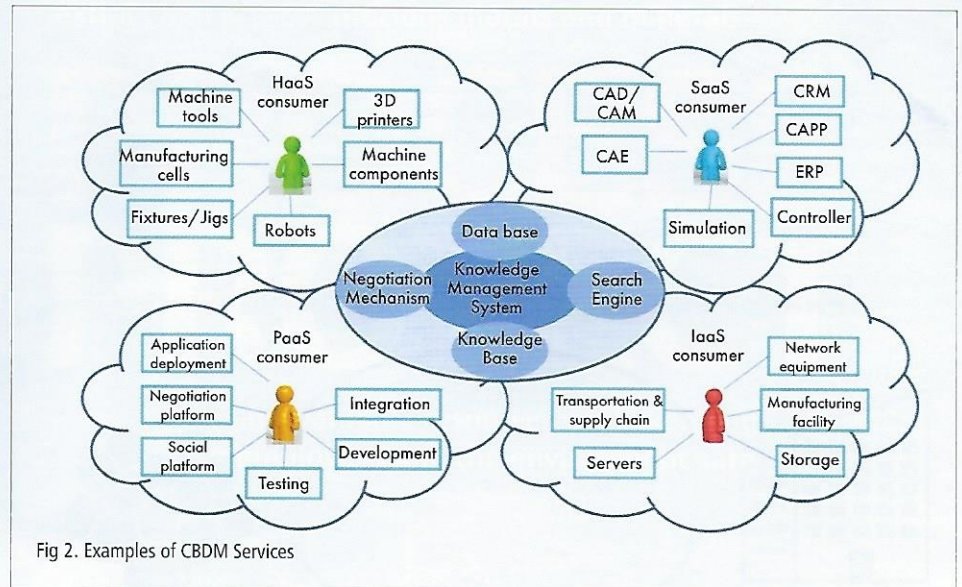 HaaS
consumer
Machine
tools
3D
printers
Manufacturing
cells
Machine
components
Fixtures/Jigs
Robots
SaaS
consumer
CAD/
CAM
CRM
CAPP
CAE
ERP
Simulation
Controller
Data base
Negotiation
Mechanism
Knowledge
Management
System
Search
Engine
Knowledge
Base
PaaS
consumer
Application
deployment
Negotiation
platform
Integration
Social
platform
Development
Testing
IaaS
consumer
Network
equipment
Transportation &
supply chain
Manufacturing
facility
Servers
Storage
Fig 2. Examples of CBDM Services